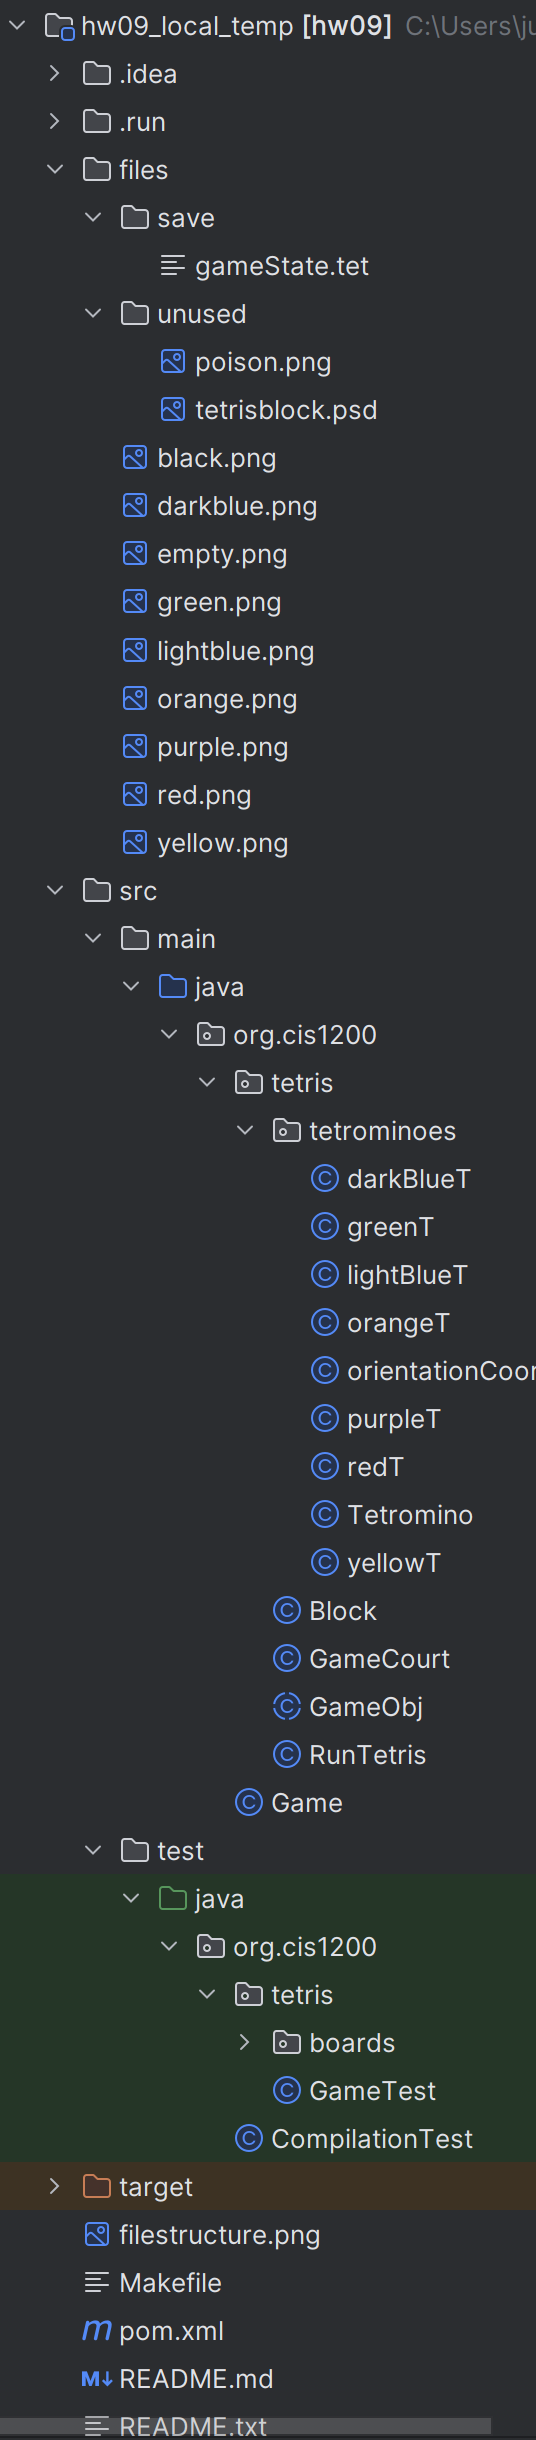 hw09_local_temp [hw09] C:\Users\ju
.idea
.run
files
save
gameState.tet
unused
poison.png
tetrisblock.psd
black.png
darkblue.png
empty.png
green.png
lightblue.png
orange.png
purple.png
red.png
yellow.png
src
main
java
org.cis1200
tetris
tetrominoes
C darkBlueT
C greenT
C lightBlueT
C orangeT
C orientationCoor
C purpleT
C redT
C Tetromino
C yellowT
C Block
C GameCourt
C GameObj
C RunTetris
C Game
test
java
org.cis1200
tetris
boards
C GameTest
C CompilationTest
target
filestructure.png
Makefile
m pom.xml
M↓ README.md
README.txt